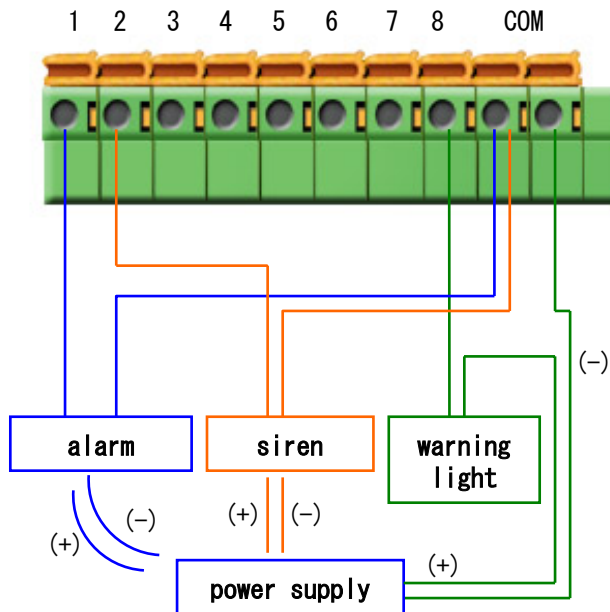 1 2 3 4 5 6 7 8 COM
(−)
alarm
siren
warning
light
(+) (−) (+) (−)
(+)
power supply